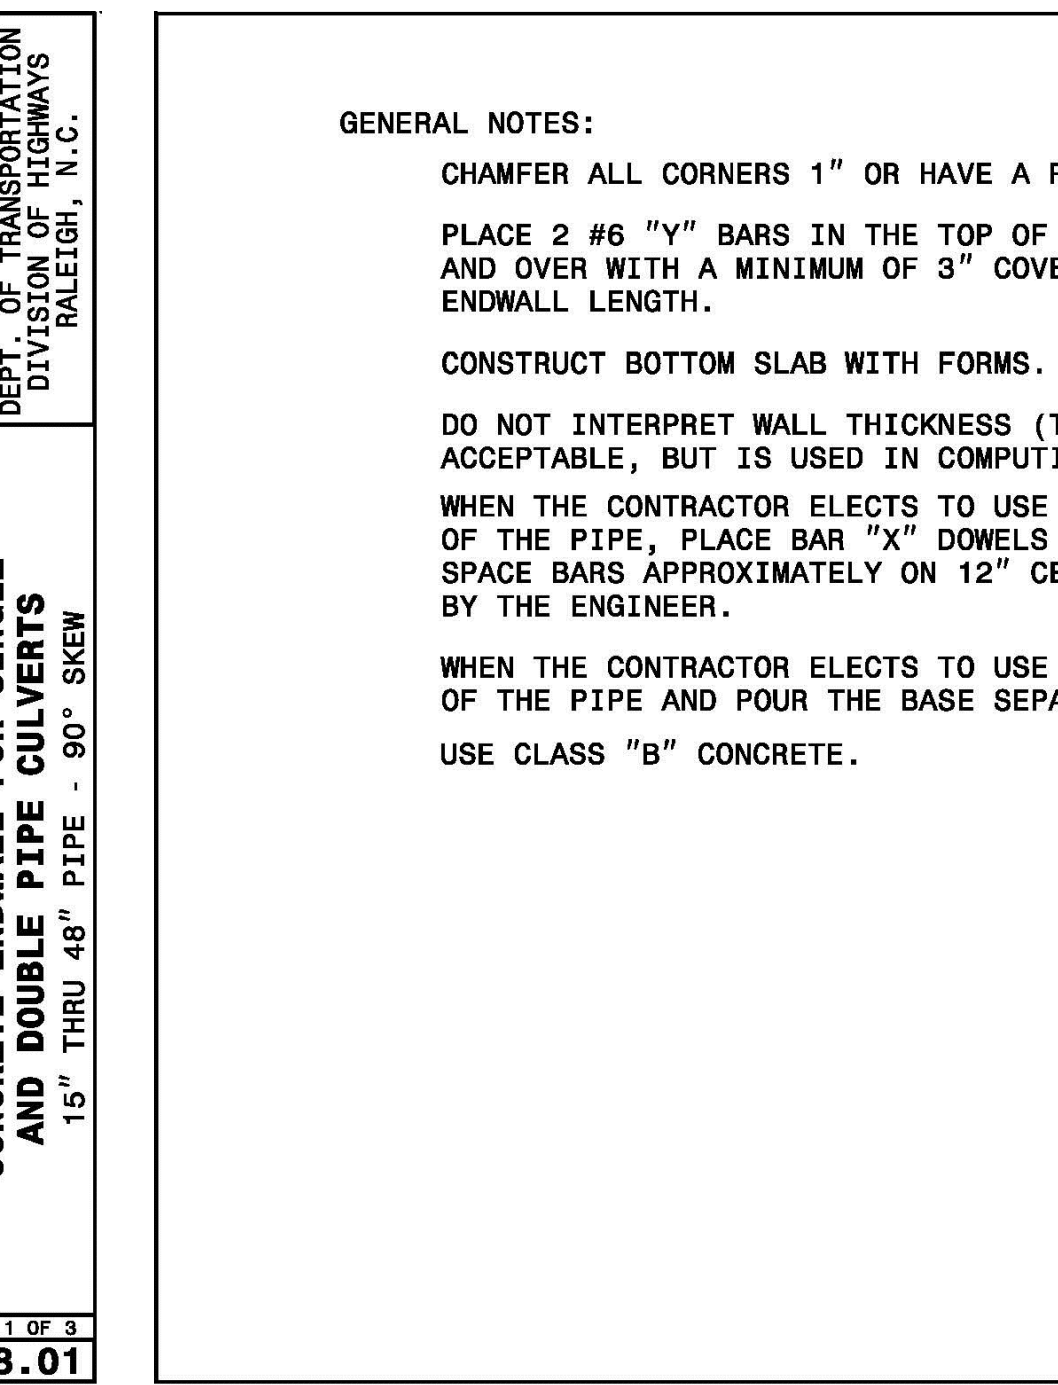 DEPT. OF TRANSPORTATION
DIVISION OF HIGHWAYS
RALEIGH, N.C.
AND DOUBLE PIPE CULVERTS
15" THRU 48" PIPE - 90° SKEW
1 OF 3
.01
GENERAL NOTES:
CHAMFER ALL CORNERS 1" OR HAVE A
PLACE 2 #6 "Y" BARS IN THE TOP OF
AND OVER WITH A MINIMUM OF 3"
ENDWALL LENGTH.
CONSTRUCT BOTTOM SLAB WITH FORMS.
DO NOT INTERPRET WALL THICKNESS
ACCEPTABLE, BUT IS USED IN
WHEN THE CONTRACTOR ELECTS TO USE
OF THE PIPE, PLACE BAR "X" DOWELS
SPACE BARS APPROXIMATELY ON 12"
BY THE ENGINEER.
WHEN THE CONTRACTOR ELECTS TO USE
OF THE PIPE AND POUR THE BASE
USE CLASS "B" CONCRETE.